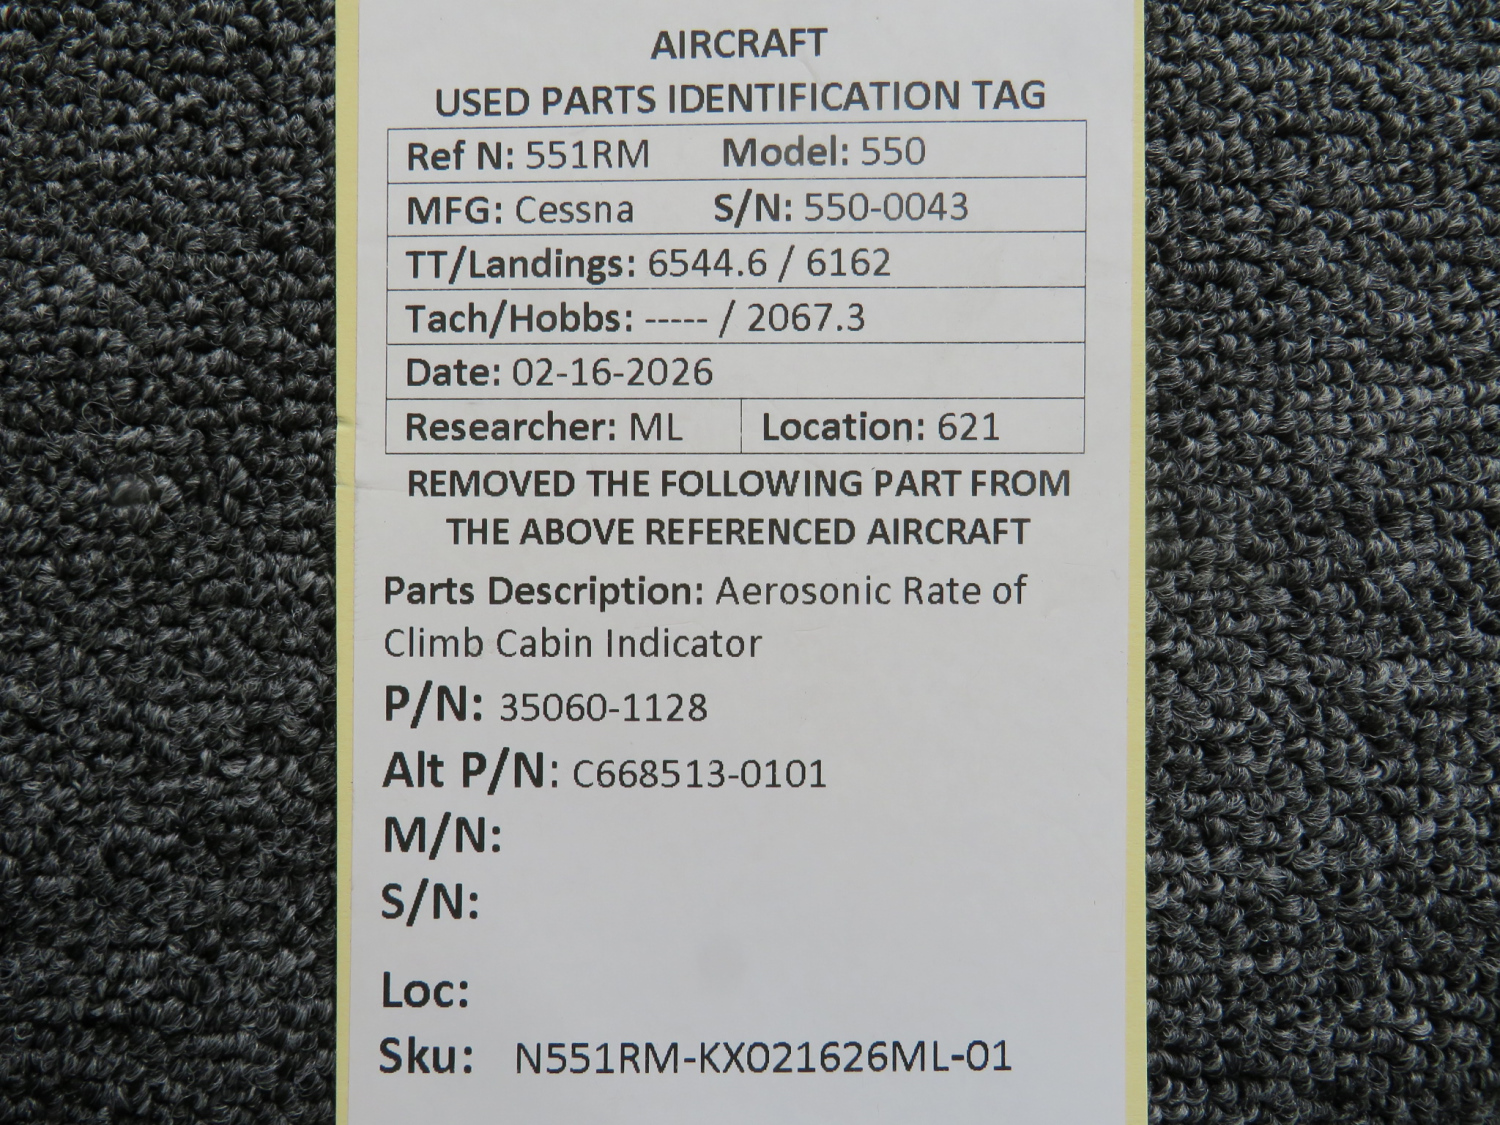 AIRCRAFT
USED PARTS IDENTIFICATION TAG
Ref N: 551RM Model: 550
MFG: Cessna S/N: 550-0043
TT/Landings: 6544.6 / 6162
Tach/Hobbs: ----- / 2067.3
Date: 02-16-2026
Researcher: ML Location: 621
REMOVED THE FOLLOWING PART FROM
THE ABOVE REFERENCED AIRCRAFT
Parts Description: Aerosonic Rate of
Climb Cabin Indicator
P/N: 35060-1128
Alt P/N: C668513-0101
M/N:
S/N:
Loc:
Sku: N551RM-KX021626ML-01